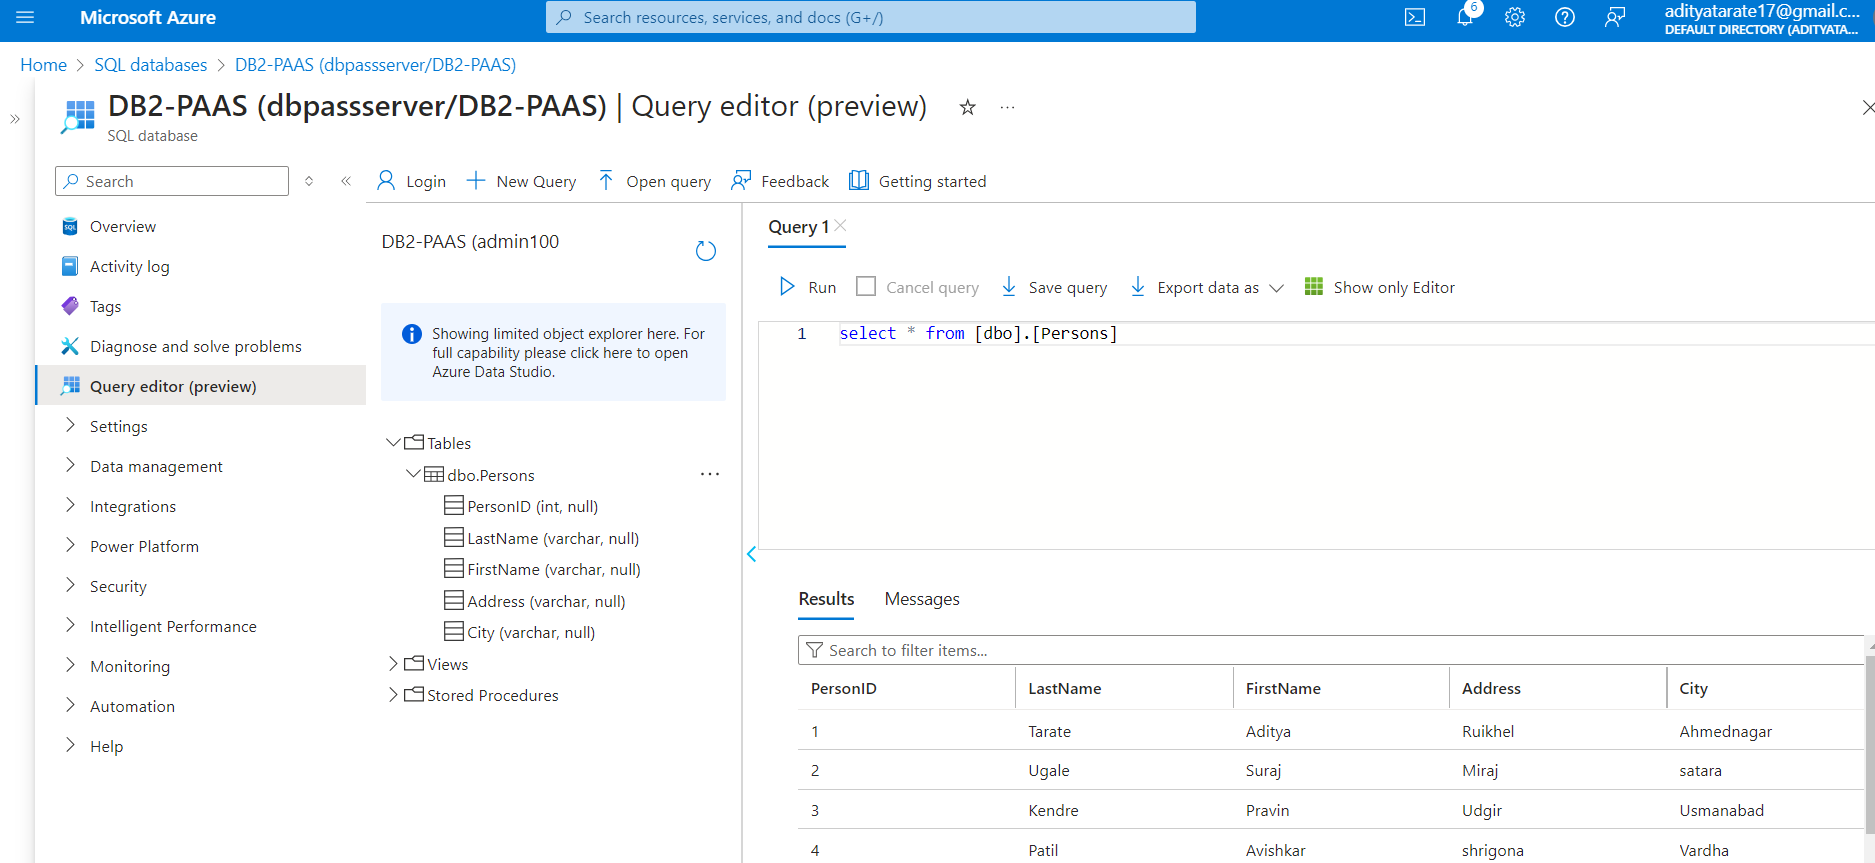 Microsoft Azure
Search resources, services, and docs (G+/)
6
adityatarate17@gmail.c...
DEFAULT DIRECTORY (ADITYATA...
Home > SQL databases > DB2-PAAS (dbpassserver/DB2-PAAS)
DB2-PAAS (dbpassserver/DB2-PAAS) | Query editor (preview)
SQL database
Search
Login
New Query
Open query
Feedback
Getting started
Overview
Activity log
Tags
Diagnose and solve problems
Query editor (preview)
Settings
Data management
Integrations
Power Platform
Security
Intelligent Performance
Monitoring
Automation
Help
DB2-PAAS (admin100
Showing limited object explorer here. For
full capability please click here to open
Azure Data Studio.
Tables
dbo.Persons
PersonID (int, null)
LastName (varchar, null)
FirstName (varchar, null)
Address (varchar, null)
City (varchar, null)
Views
Stored Procedures
Query 1
Run
Cancel query
Save query
Export data as
Show only Editor
1 select * from [dbo].[Persons]
Results
Messages
Search to filter items...
PersonID LastName FirstName Address City
1 Tarate Aditya Ruikhel Ahmednagar
2 Ugale Suraj Miraj satara
3 Kendre Pravin Udgir Usmanabad
4 Patil Avishkar shrigona Vardha